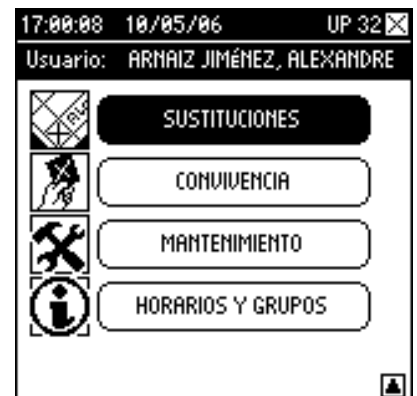 17:00:08 10/05/06 UP 32
Usuario: ARNAIZ JIMéNEZ, ALEXANDRE
SUSTITUCIONES
CONVIVENCIA
MANTENIMIENTO
HORARIOS Y GRUPOS